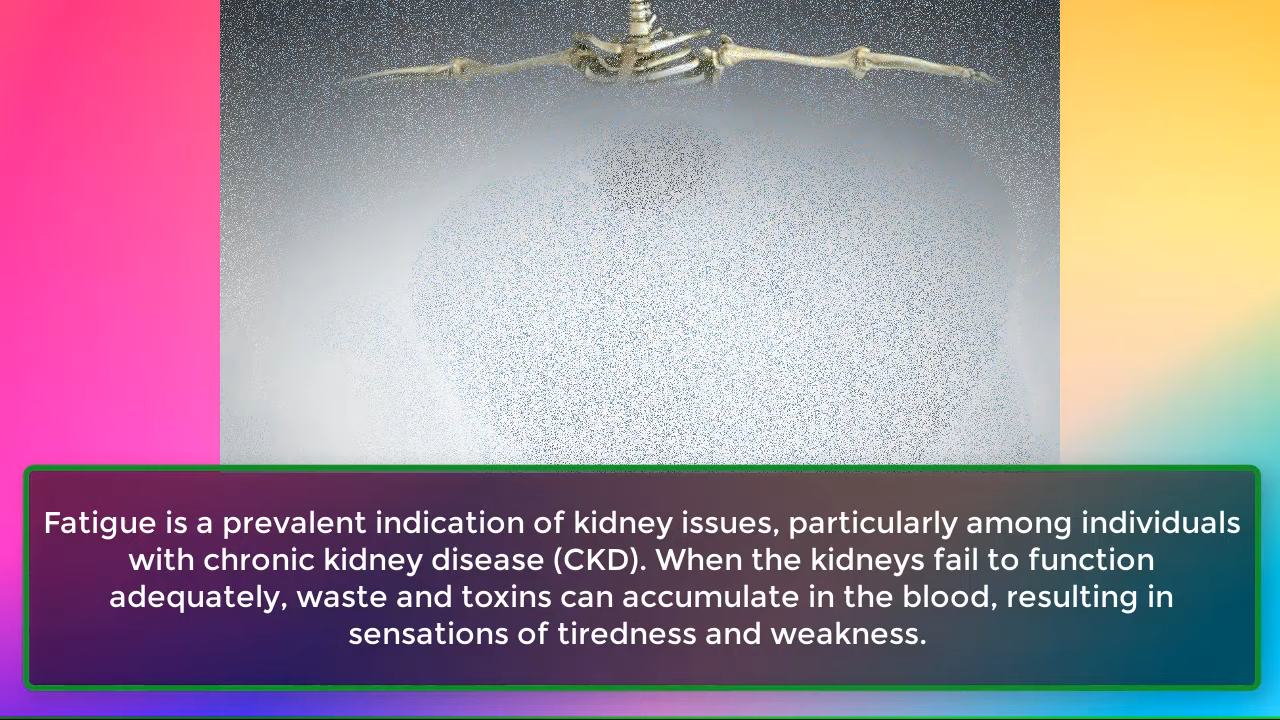 Fatigue is a prevalent indication of kidney issues, particularly among individuals
with chronic kidney disease (CKD). When the kidneys fail to function
adequately, waste and toxins can accumulate in the blood, resulting in
sensations of tiredness and weakness.